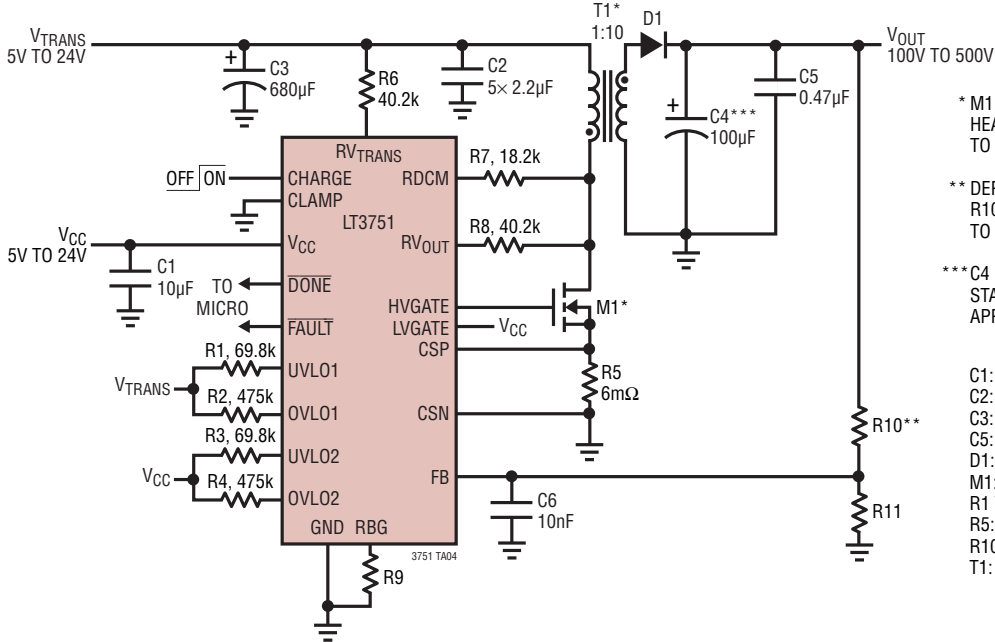 T1*
1:10
D1
VTRANS
5V TO 24V
VOUT
100V TO 500V
+
C3
680µF
R6
40.2k
C2
5× 2.2µF
+
C4***
100µF
C5
0.47µF
RVTRANS
OFF ON
CHARGE
CLAMP
LT3751
RDCM
R7, 18.2k
VCC
5V TO 24V
VCC
RVOUT
R8, 40.2k
C1
10µF
TO
MICRO
DONE
FAULT
HVGATE
LVGATE
VCC
CSP
M1*
R1, 69.8k
UVLO1
VTRANS
R2, 475k
OVLO1
CSN
R5
6mΩ
R3, 69.8k
UVLO2
VCC
R4, 475k
OVLO2
FB
C6
10nF
R10**
R11
GND RBG
3751 TA04
R9
* M1
HEA
TO
** DEF
R10
TO
*** C4
STA
APF
C1:
C2:
C3:
C5:
D1:
M1:
R1
R5:
R10
T1: